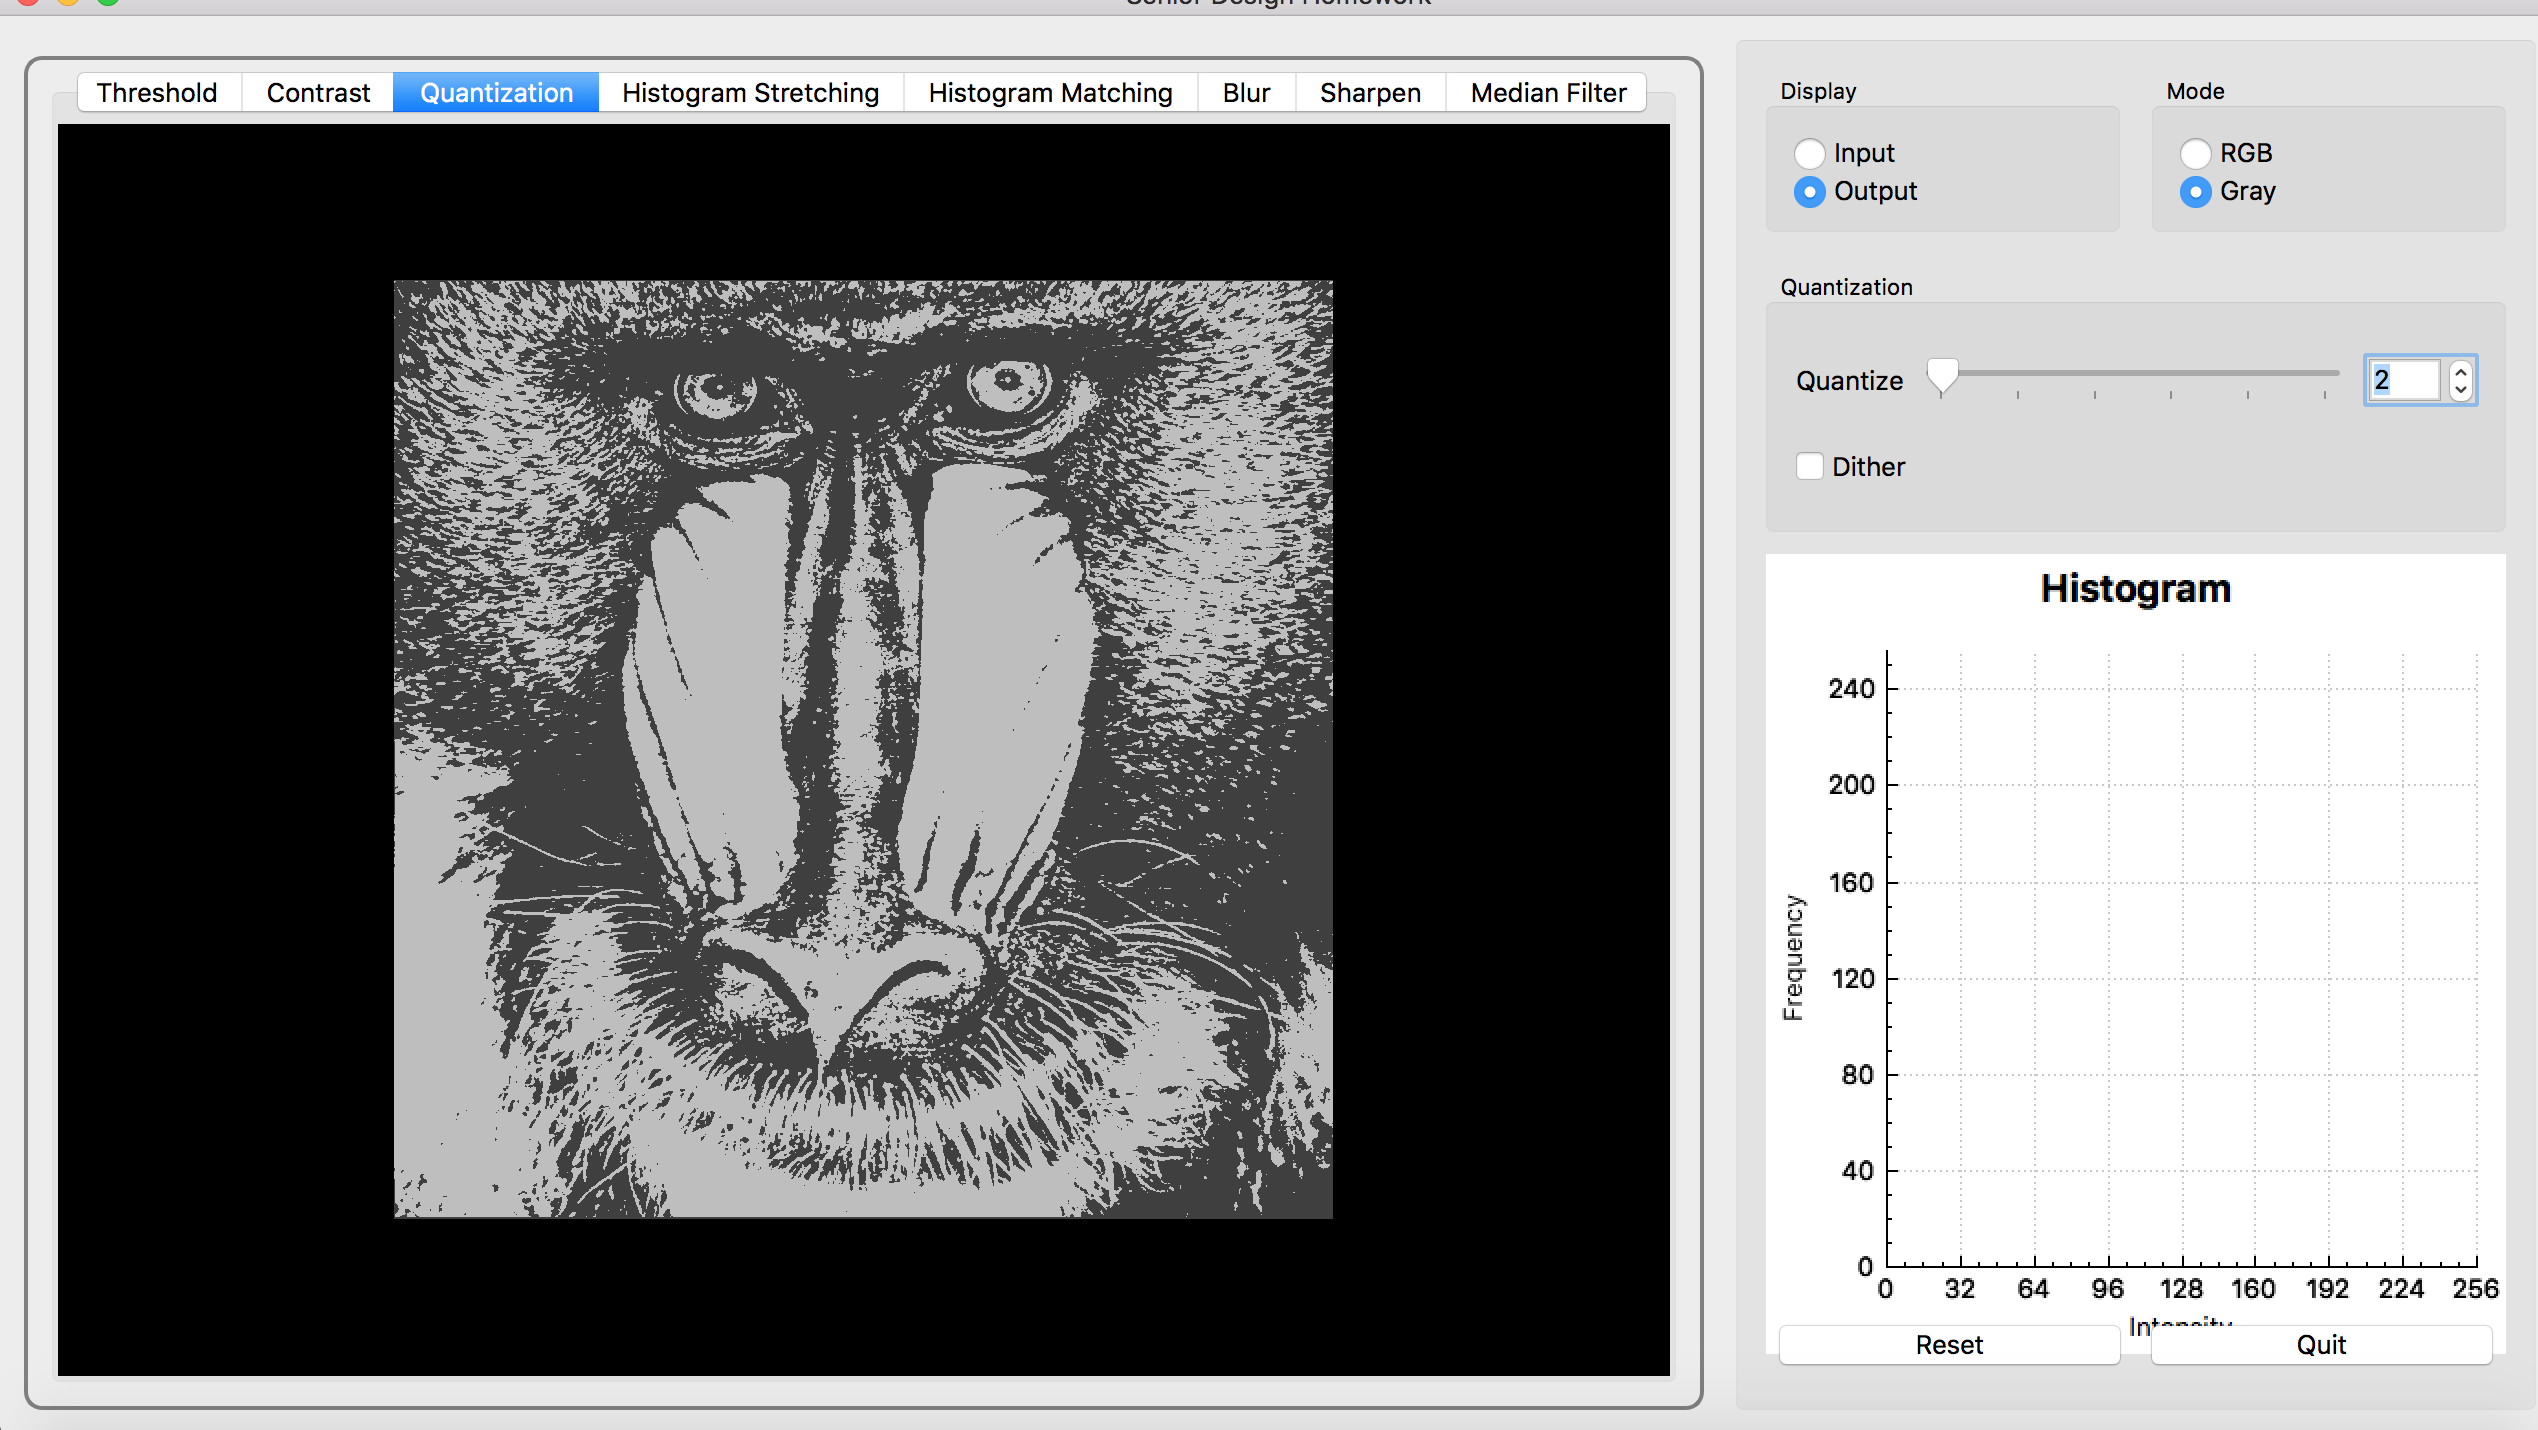 Senior Design Homework
Threshold Contrast Quantization Histogram Stretching Histogram Matching Blur Sharpen Median Filter
Display
Input
Output
Mode
RGB
Gray
Quantization
Quantize 2
Dither
Histogram
Frequency
240
200
160
120
80
40
0
0 32 64 96 128 160 192 224 256
Intensity
Reset Quit